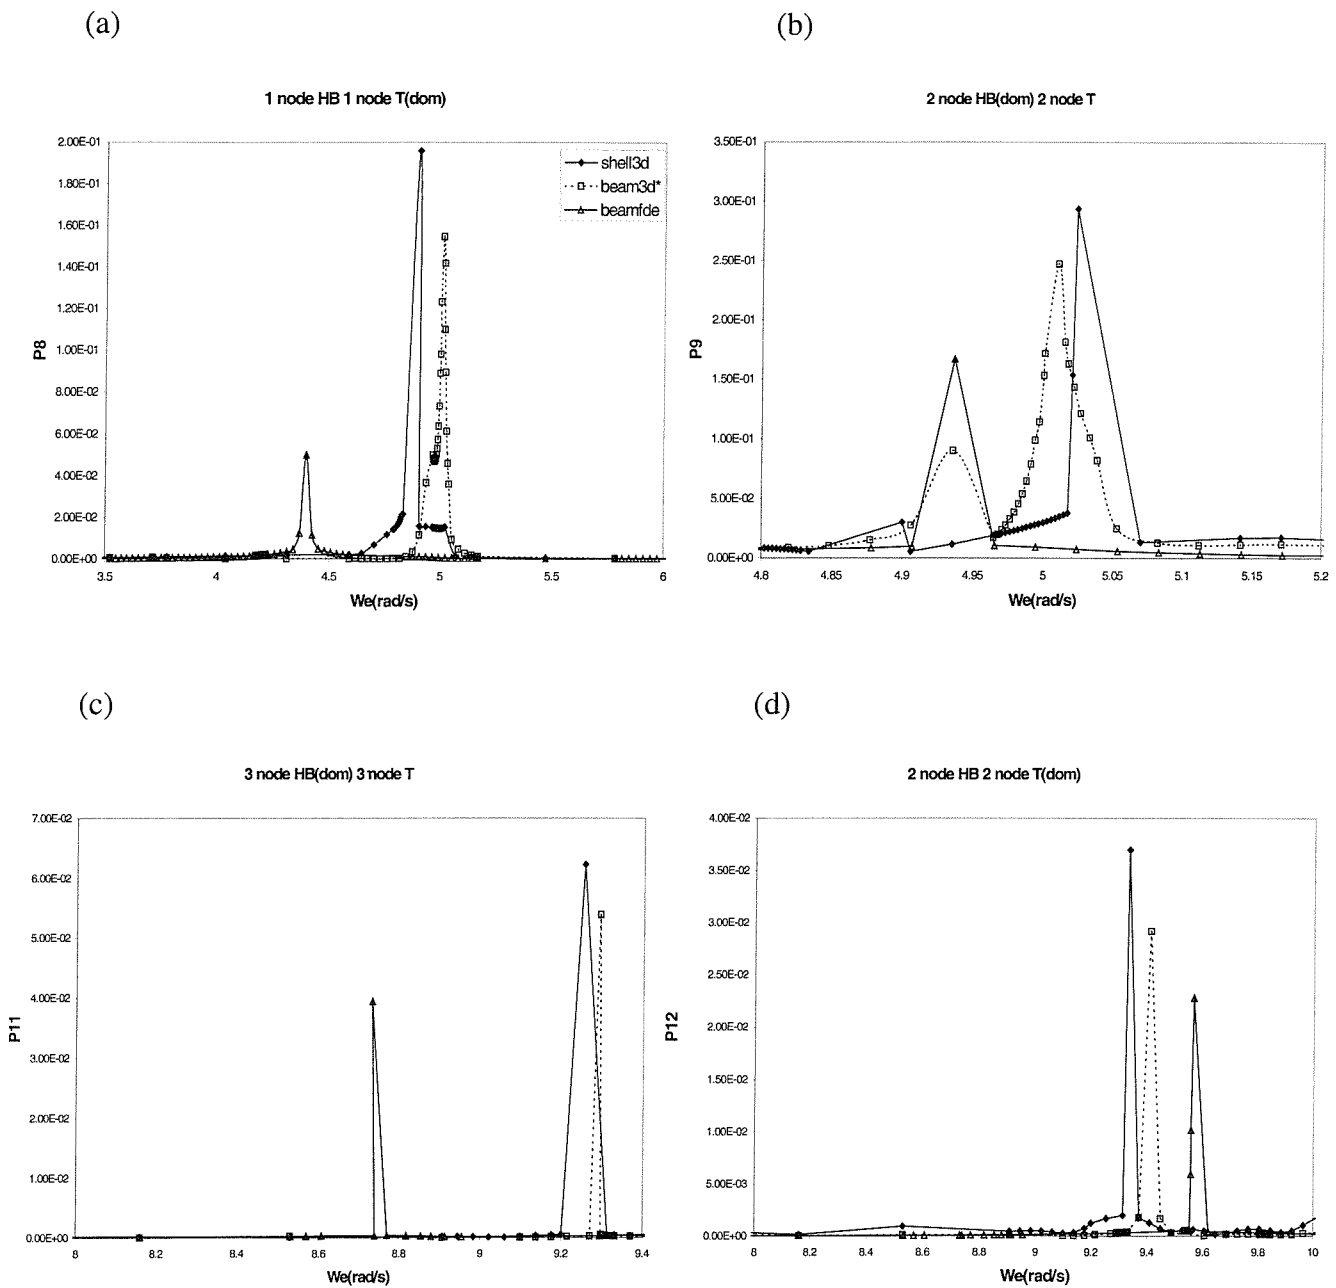 (a)
1 node HB 1 node T(dom)
2.00E-01
1.80E-01
1.60E-01
1.40E-01
1.20E-01
1.00E-01
8.00E-02
6.00E-02
4.00E-02
2.00E-02
0.00E+00
P8
shell3d
beam3d*
beamfde
3.5 4 4.5 5 5.5 6
We(rad/s)
(b)
2 node HB(dom) 2 node T
3.50E-01
3.00E-01
2.50E-01
2.00E-01
1.50E-01
1.00E-01
5.00E-02
0.00E+00
P9
4.8 4.85 4.9 4.95 5 5.05 5.1 5.15 5.2
We(rad/s)
(c)
3 node HB(dom) 3 node T
7.00E-02
6.00E-02
5.00E-02
4.00E-02
3.00E-02
2.00E-02
1.00E-02
0.00E+00
P11
8 8.2 8.4 8.6 8.8 9 9.2 9.4
We(rad/s)
(d)
2 node HB 2 node T(dom)
4.00E-02
3.50E-02
3.00E-02
2.50E-02
2.00E-02
1.50E-02
1.00E-02
5.00E-03
0.00E+00
P12
8 8.2 8.4 8.6 8.8 9 9.2 9.4 9.6 9.8 10
We(rad/s)